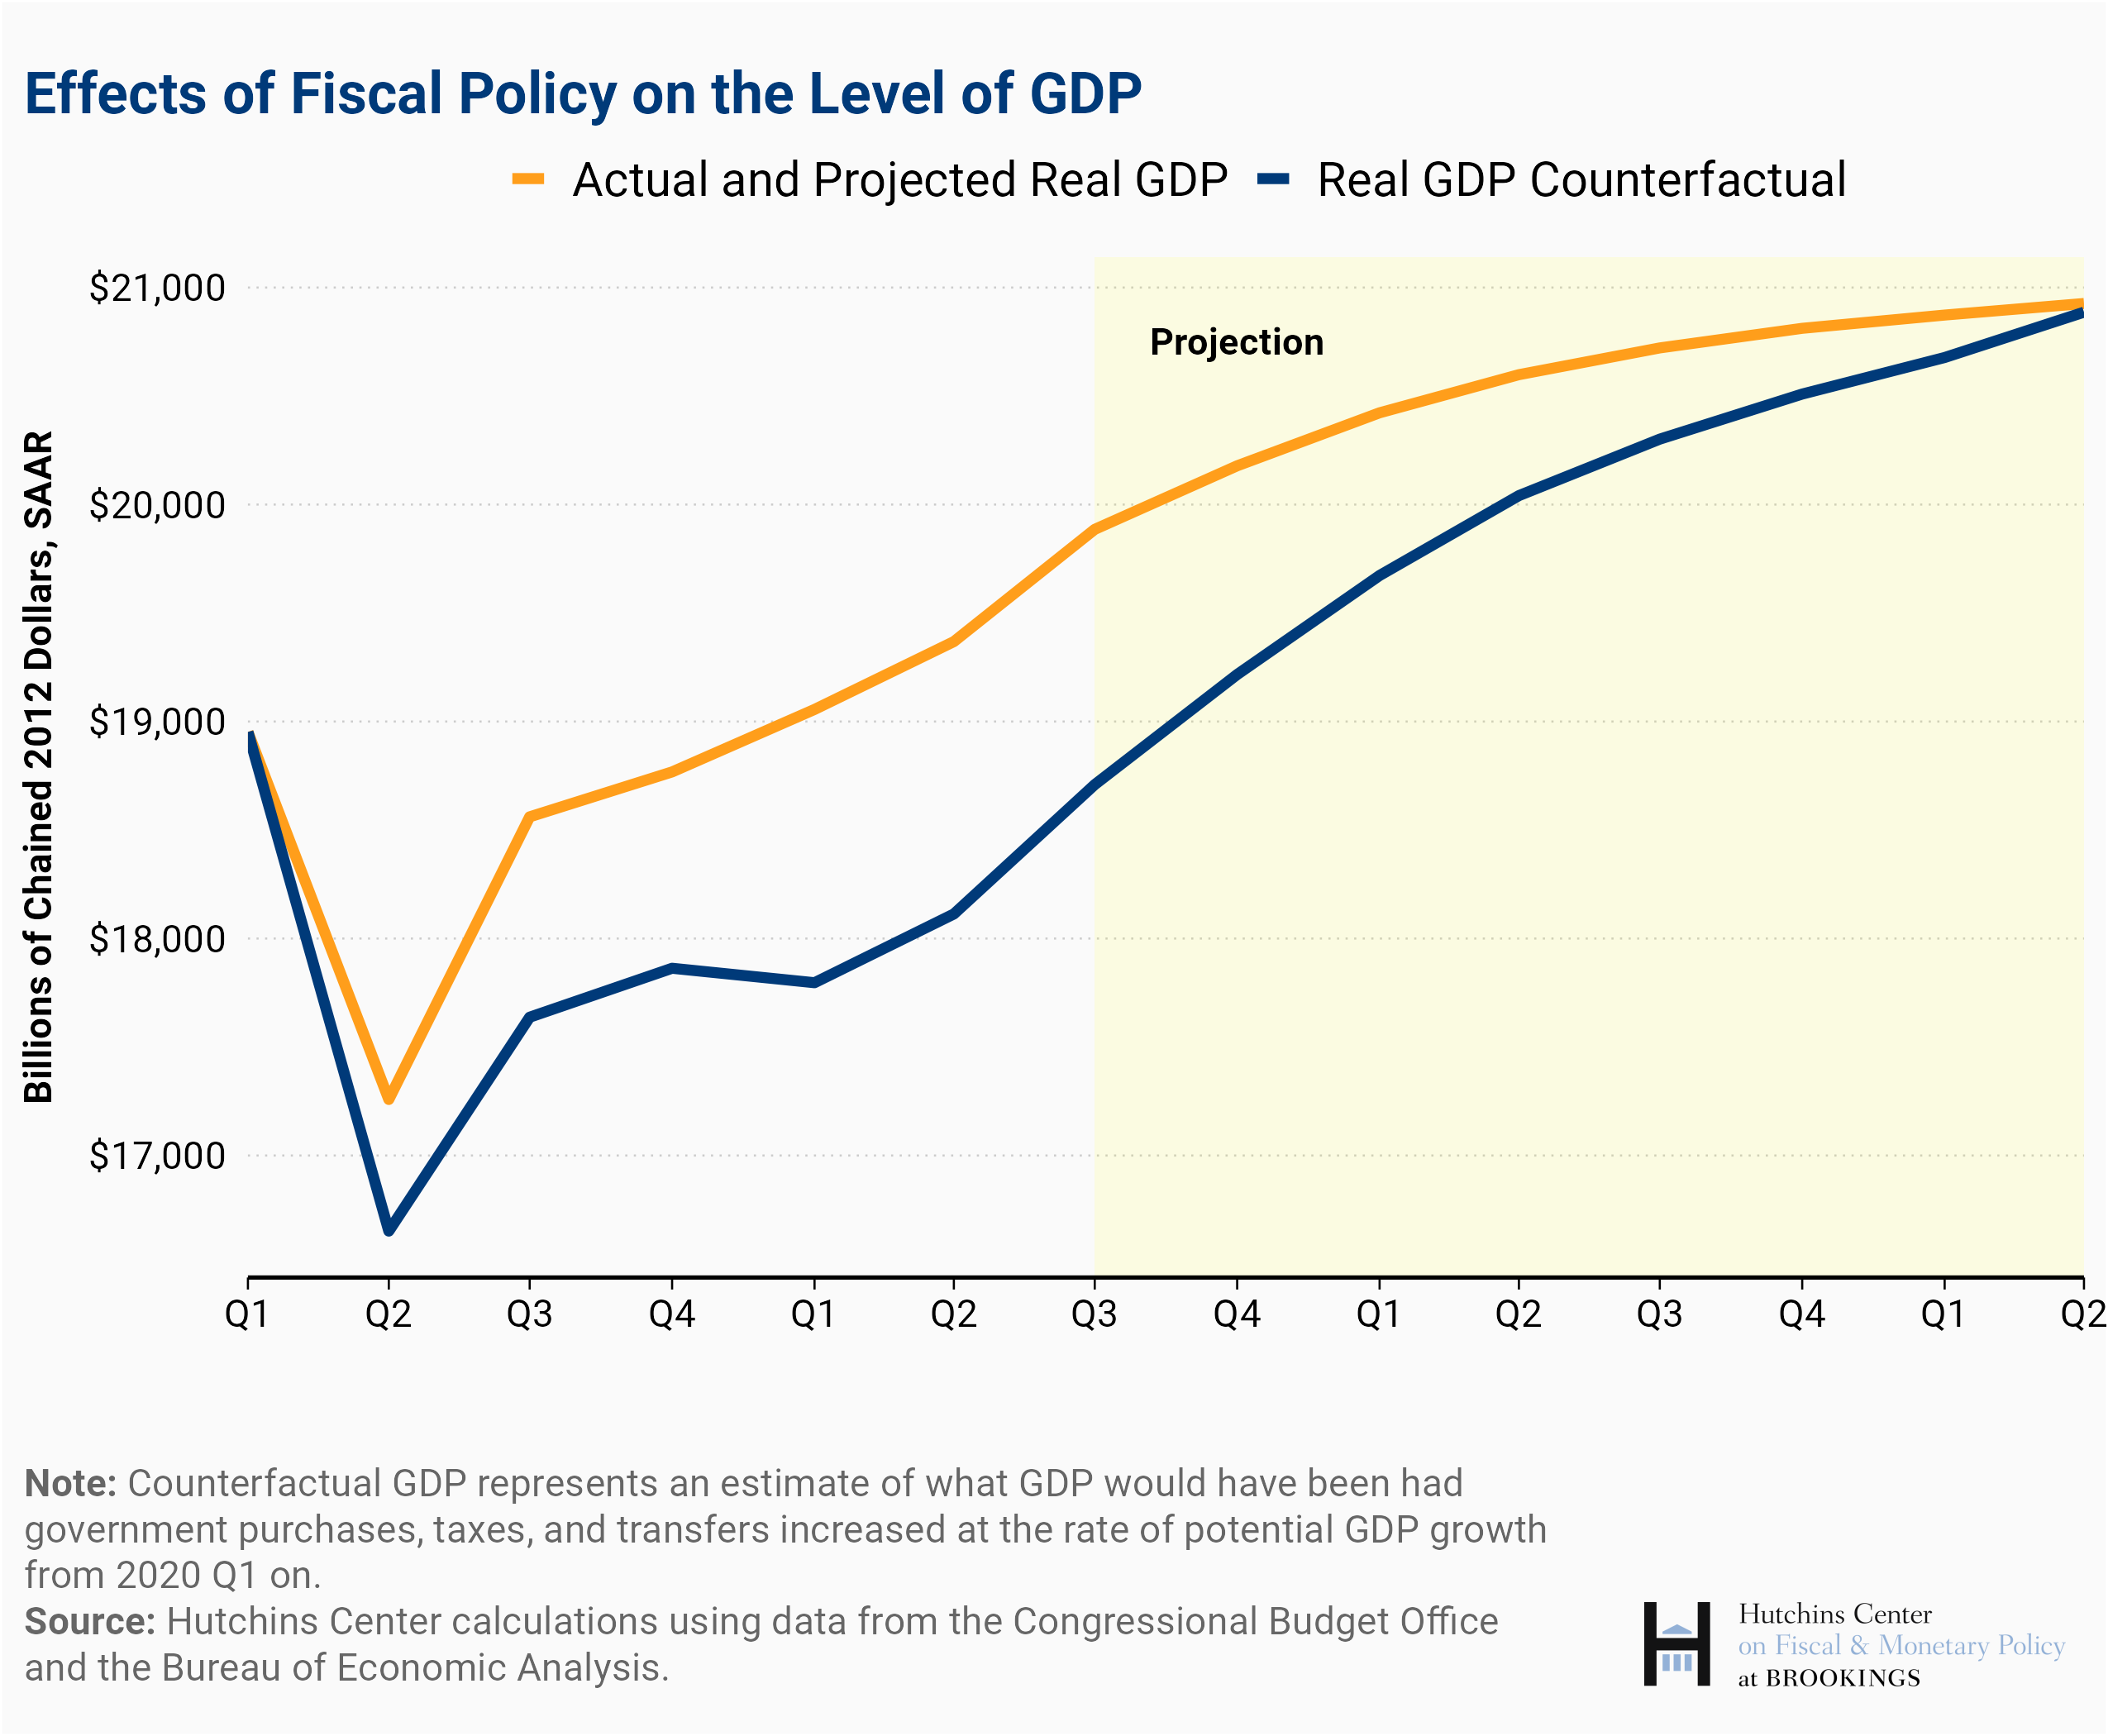 Effects of Fiscal Policy on the Level of GDP
Actual and Projected Real GDP Real GDP Counterfactual
Billions of Chained 2012 Dollars, SAAR
$21,000
$20,000
$19,000
$18,000
$17,000
Projection
Q1 Q2 Q3 Q4 Q1 Q2 Q3 Q4 Q1 Q2 Q3 Q4 Q1 Q2
Note: Counterfactual GDP represents an estimate of what GDP would have been had
government purchases, taxes, and transfers increased at the rate of potential GDP growth
from 2020 Q1 on.
Source: Hutchins Center calculations using data from the Congressional Budget Office
and the Bureau of Economic Analysis.
Hutchins Center
on Fiscal & Monetary Policy
at BROOKINGS